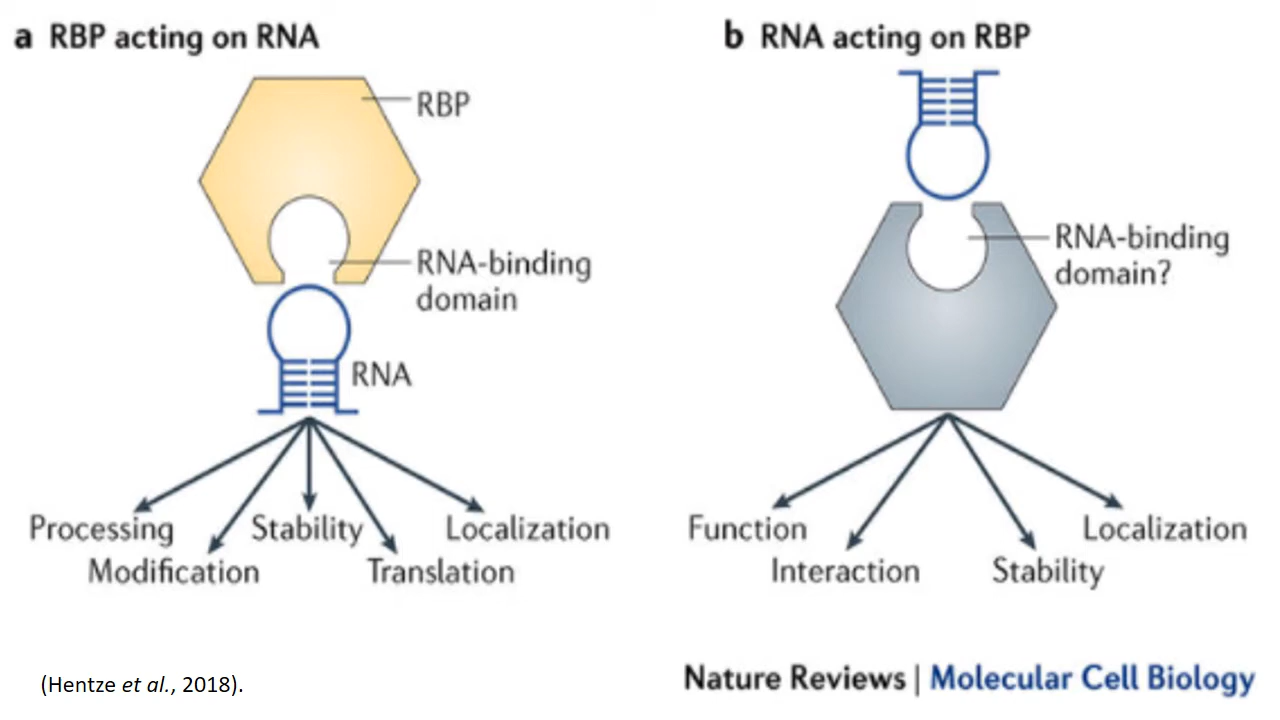 a RBP acting on RNA
RBP
RNA-binding
domain
RNA
Processing
Stability
Localization
Modification
Translation
b RNA acting on RBP
RNA-binding
domain?
Function
Localization
Interaction
Stability
(Hentze et al., 2018).
Nature Reviews | Molecular Cell Biology